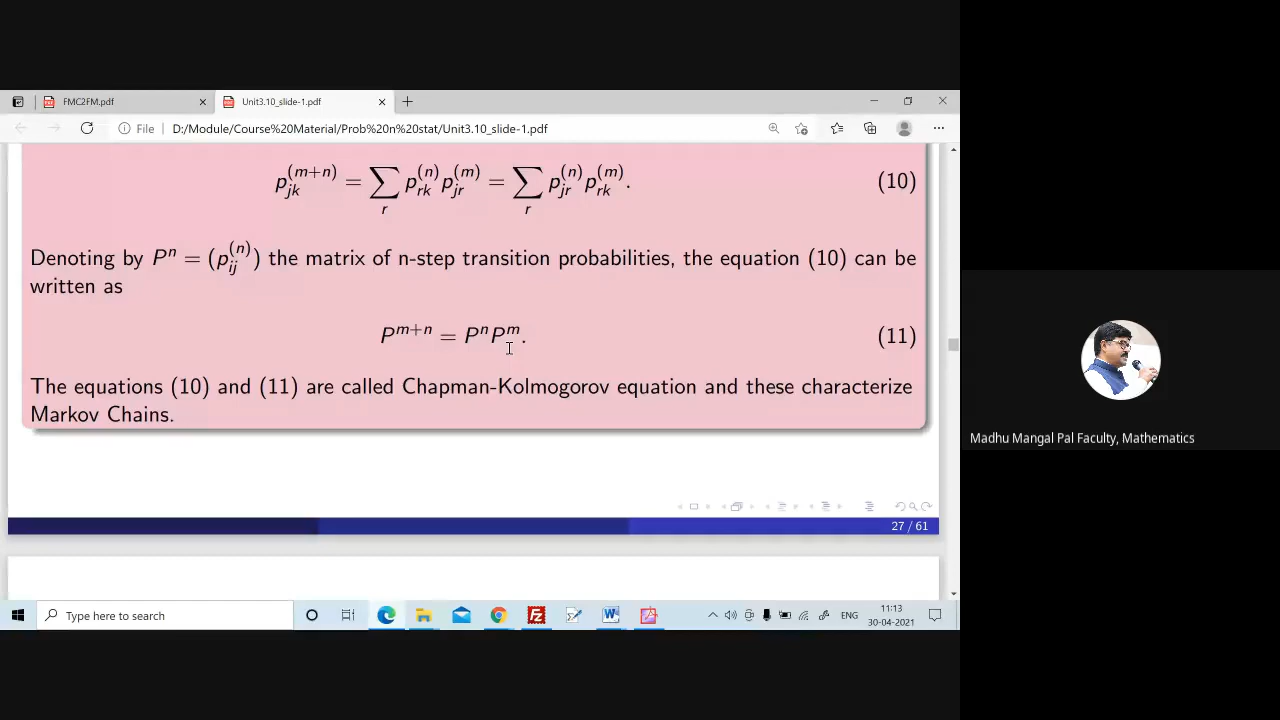 FMC2FM.pdf
Unit3.10_slide-1.pdf
File D:/Module/Course%20Material/Prob%20n%20stat/Unit3.10_slide-1.pdf
p_{jk}^{(m+n)} = ∑_r p_{rk}^{(n)} p_{jr}^{(m)} = ∑_r p_{jr}^{(n)} p_{rk}^{(m)}. (10)
Denoting by P^n = (p_{ij}^{(n)}) the matrix of n-step transition probabilities, the equation (10) can be
written as
P^{m+n} = P^n P^m. (11)
The equations (10) and (11) are called Chapman-Kolmogorov equation and these characterize
Markov Chains.
27 / 61
Madhu Mangal Pal Faculty, Mathematics
Type here to search
ENG
11:13
30-04-2021